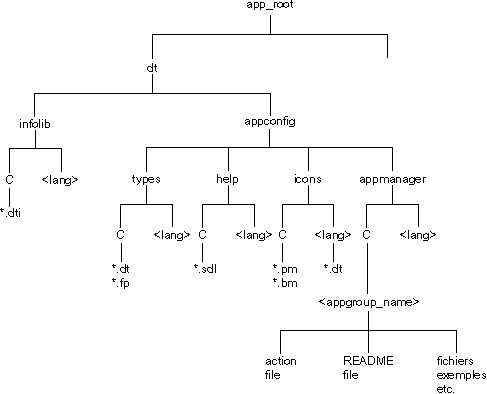 app_root
dt
infolib appconfig
C <lang> types help icons appmanager
*.dti C <lang> C <lang> C <lang> C <lang>
*.dt *.sdl *.pm *.dt
*.fp *.bm
<appgroup_name>
action README fichiers
file file exemples
etc.